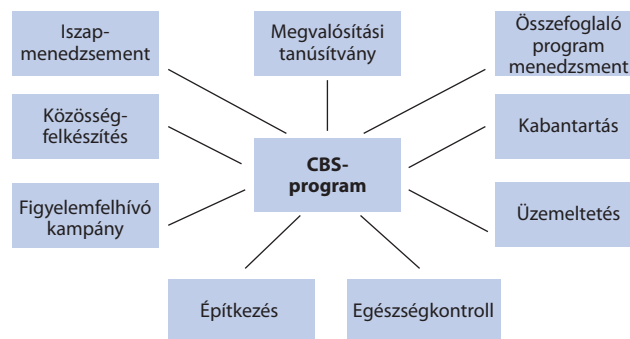 Iszap-
menedzsement
Megvalósítási
tanúsítvány
Összefoglaló
program
menedzsment
Közösség-
felkészítés
CBS-
program
Kabantartás
Figyelemfelhívó
kampány
Üzemeltetés
Építkezés
Egészségkontroll